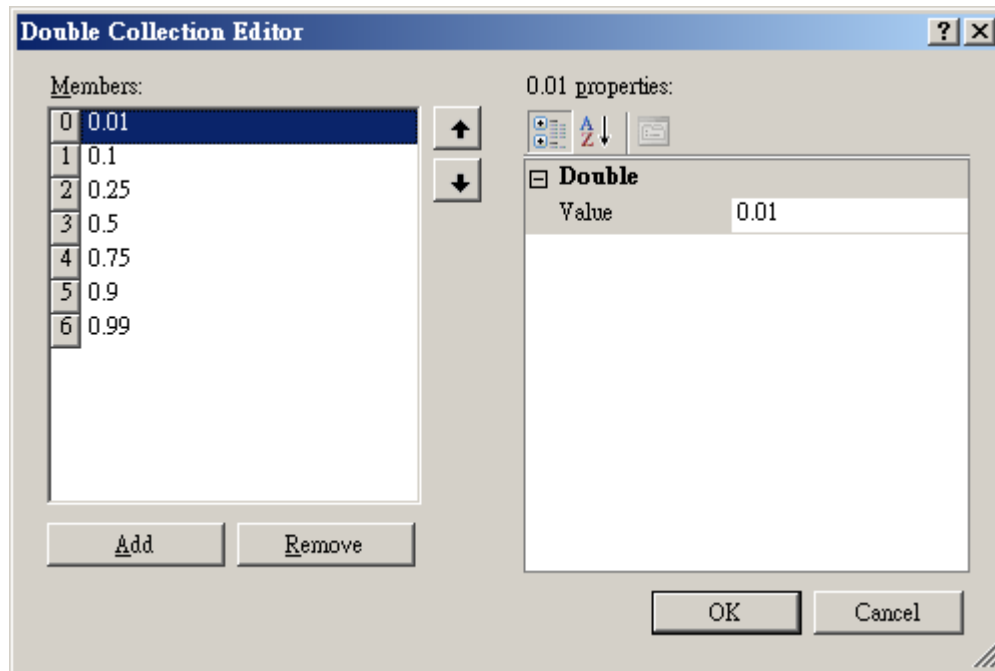 Double Collection Editor
Members:
0 0.01
1 0.1
2 0.25
3 0.5
4 0.75
5 0.9
6 0.99
Add Remove
0.01 properties:
Double
Value 0.01
OK Cancel